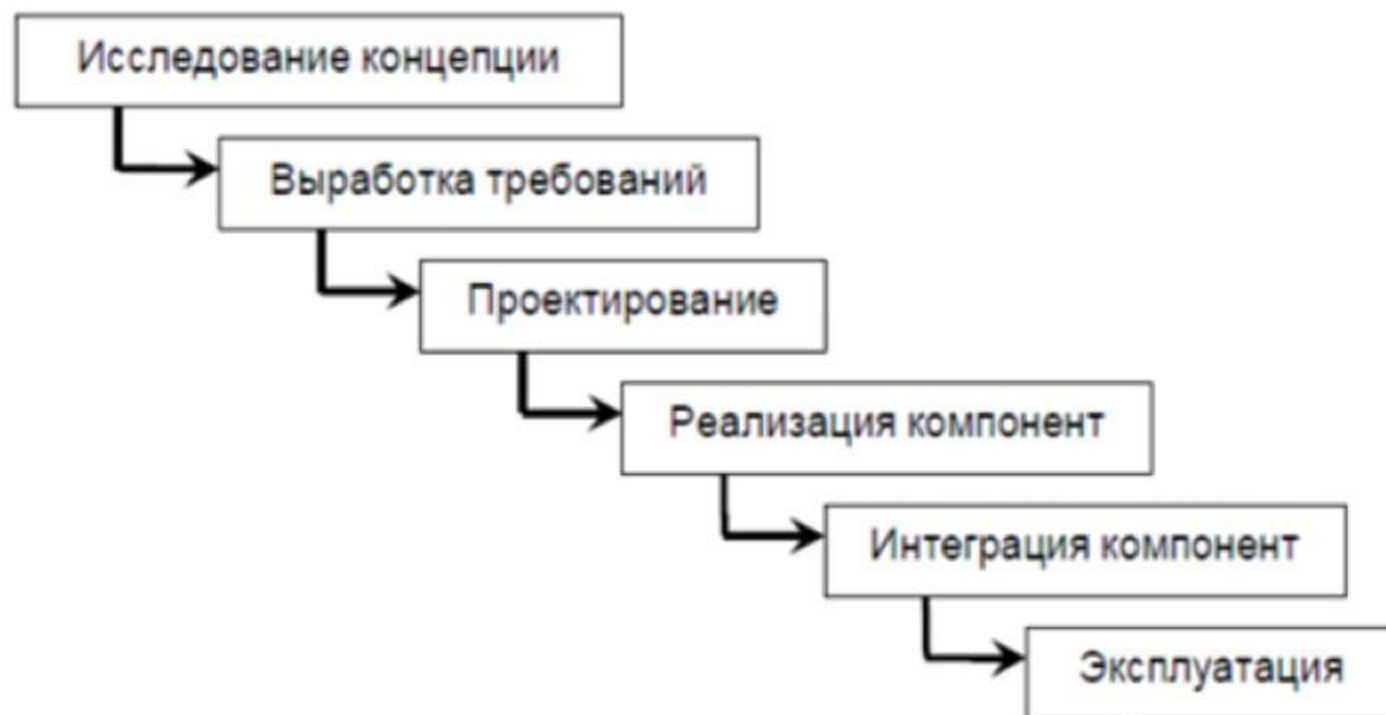 Исследование концепции
Выработка требований
Проектирование
Реализация компонент
Интеграция компонент
Эксплуатация